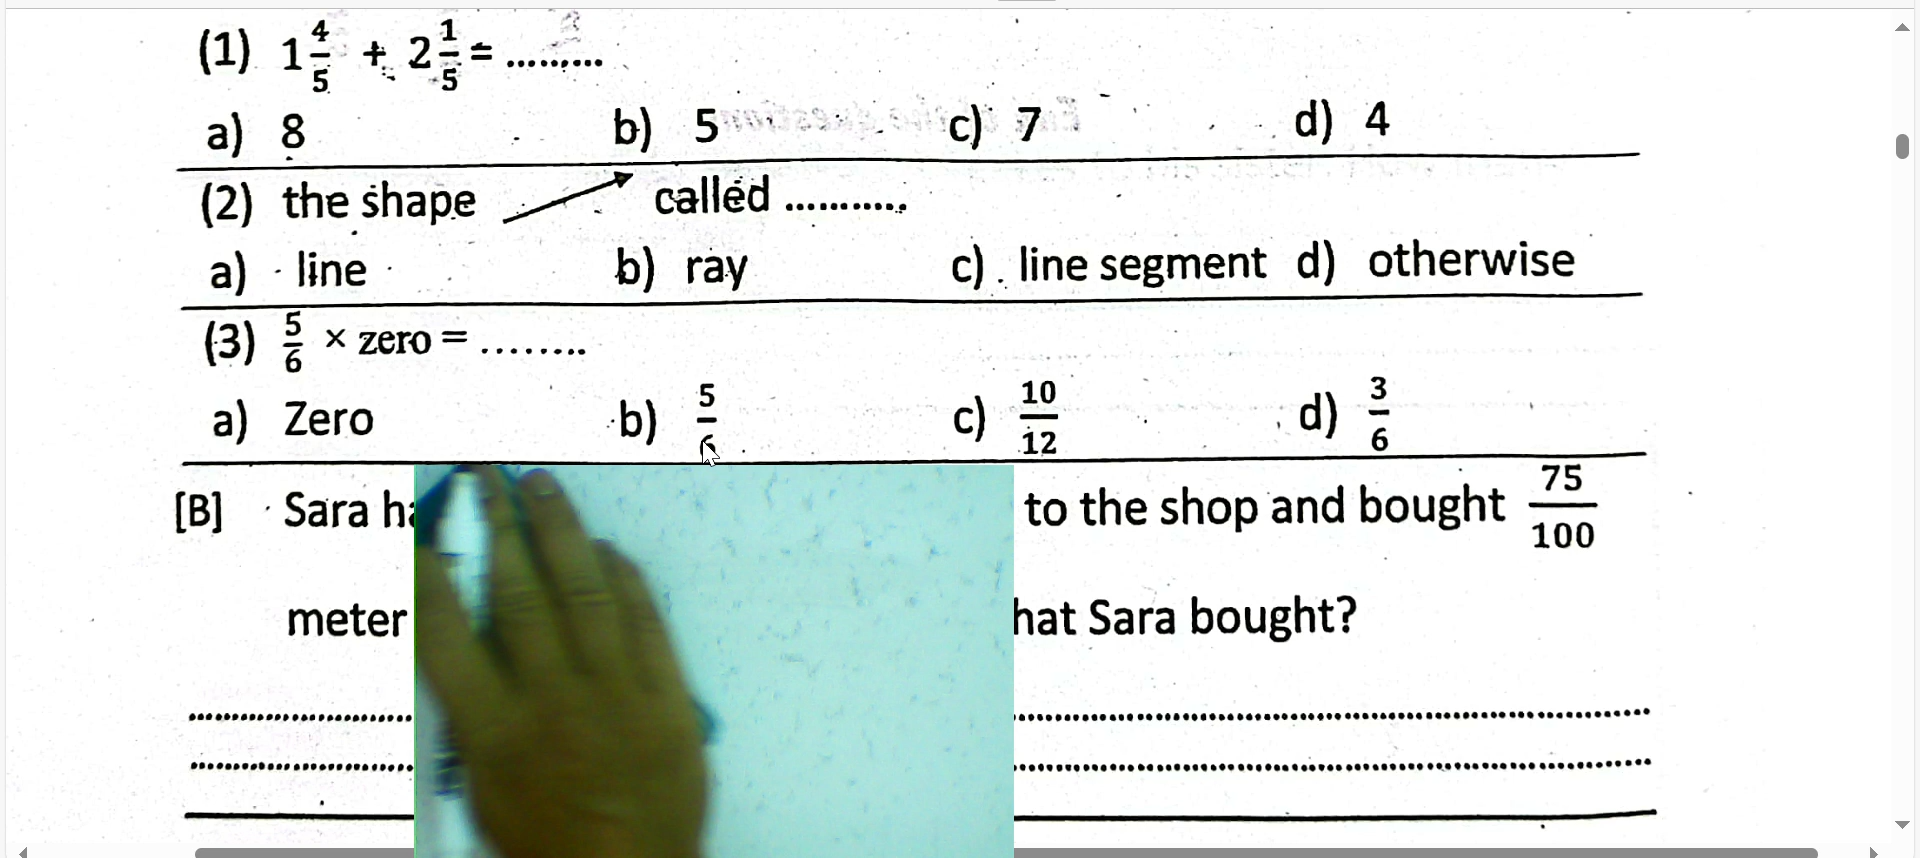 (1) 1 4/5 + 2 1/5 = .........
a) 8 b) 5 c) 7 d) 4
(2) the shape called ...........
a) line b) ray c) line segment d) otherwise
(3) 5/6 × zero = ........
a) Zero b) 5/6 c) 10/12 d) 3/6
[B] Sara to the shop and bought 75/100
meter Sara bought?